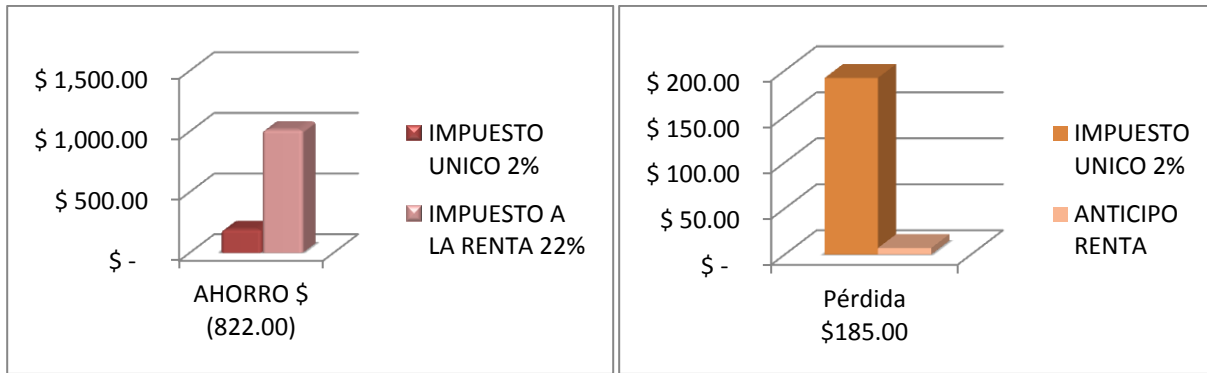 $ 1,500.00
$ 1,000.00
$ 500.00
$ -
AHORRO $
(822.00)
IMPUESTO
UNICO 2%
IMPUESTO A
LA RENTA 22%
$ 200.00
$ 150.00
$ 100.00
$ 50.00
$ -
Pérdida
$185.00
IMPUESTO
UNICO 2%
ANTICIPO
RENTA